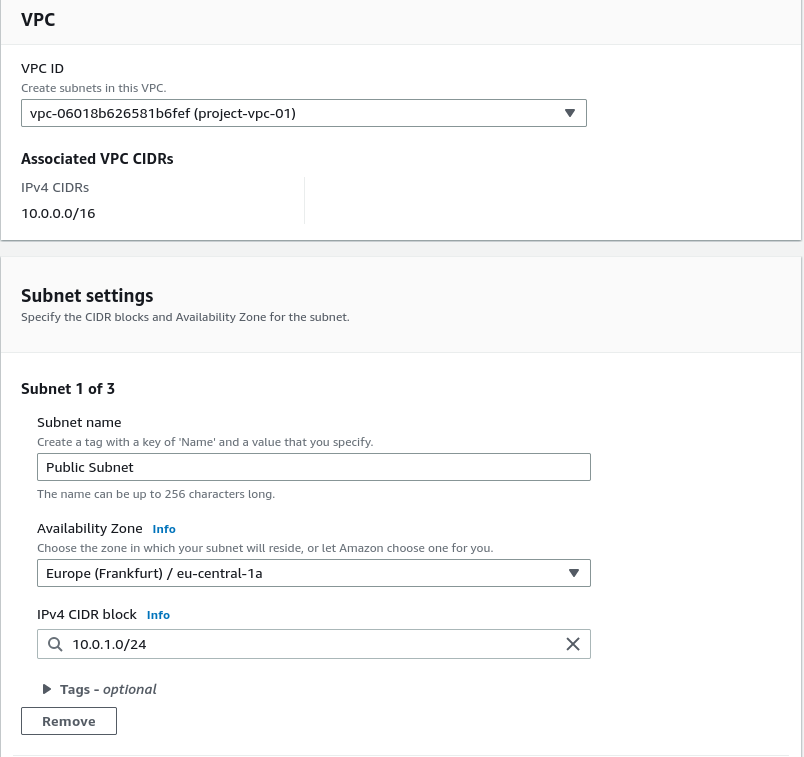 VPC
VPC ID
Create subnets in this VPC.
vpc-06018b626581b6fef (project-vpc-01)
Associated VPC CIDRs
IPv4 CIDRs
10.0.0.0/16
Subnet settings
Specify the CIDR blocks and Availability Zone for the subnet.
Subnet 1 of 3
Subnet name
Create a tag with a key of 'Name' and a value that you specify.
Public Subnet
The name can be up to 256 characters long.
Availability Zone Info
Choose the zone in which your subnet will reside, or let Amazon choose one for you.
Europe (Frankfurt) / eu-central-1a
IPv4 CIDR block Info
10.0.1.0/24
Tags - optional
Remove